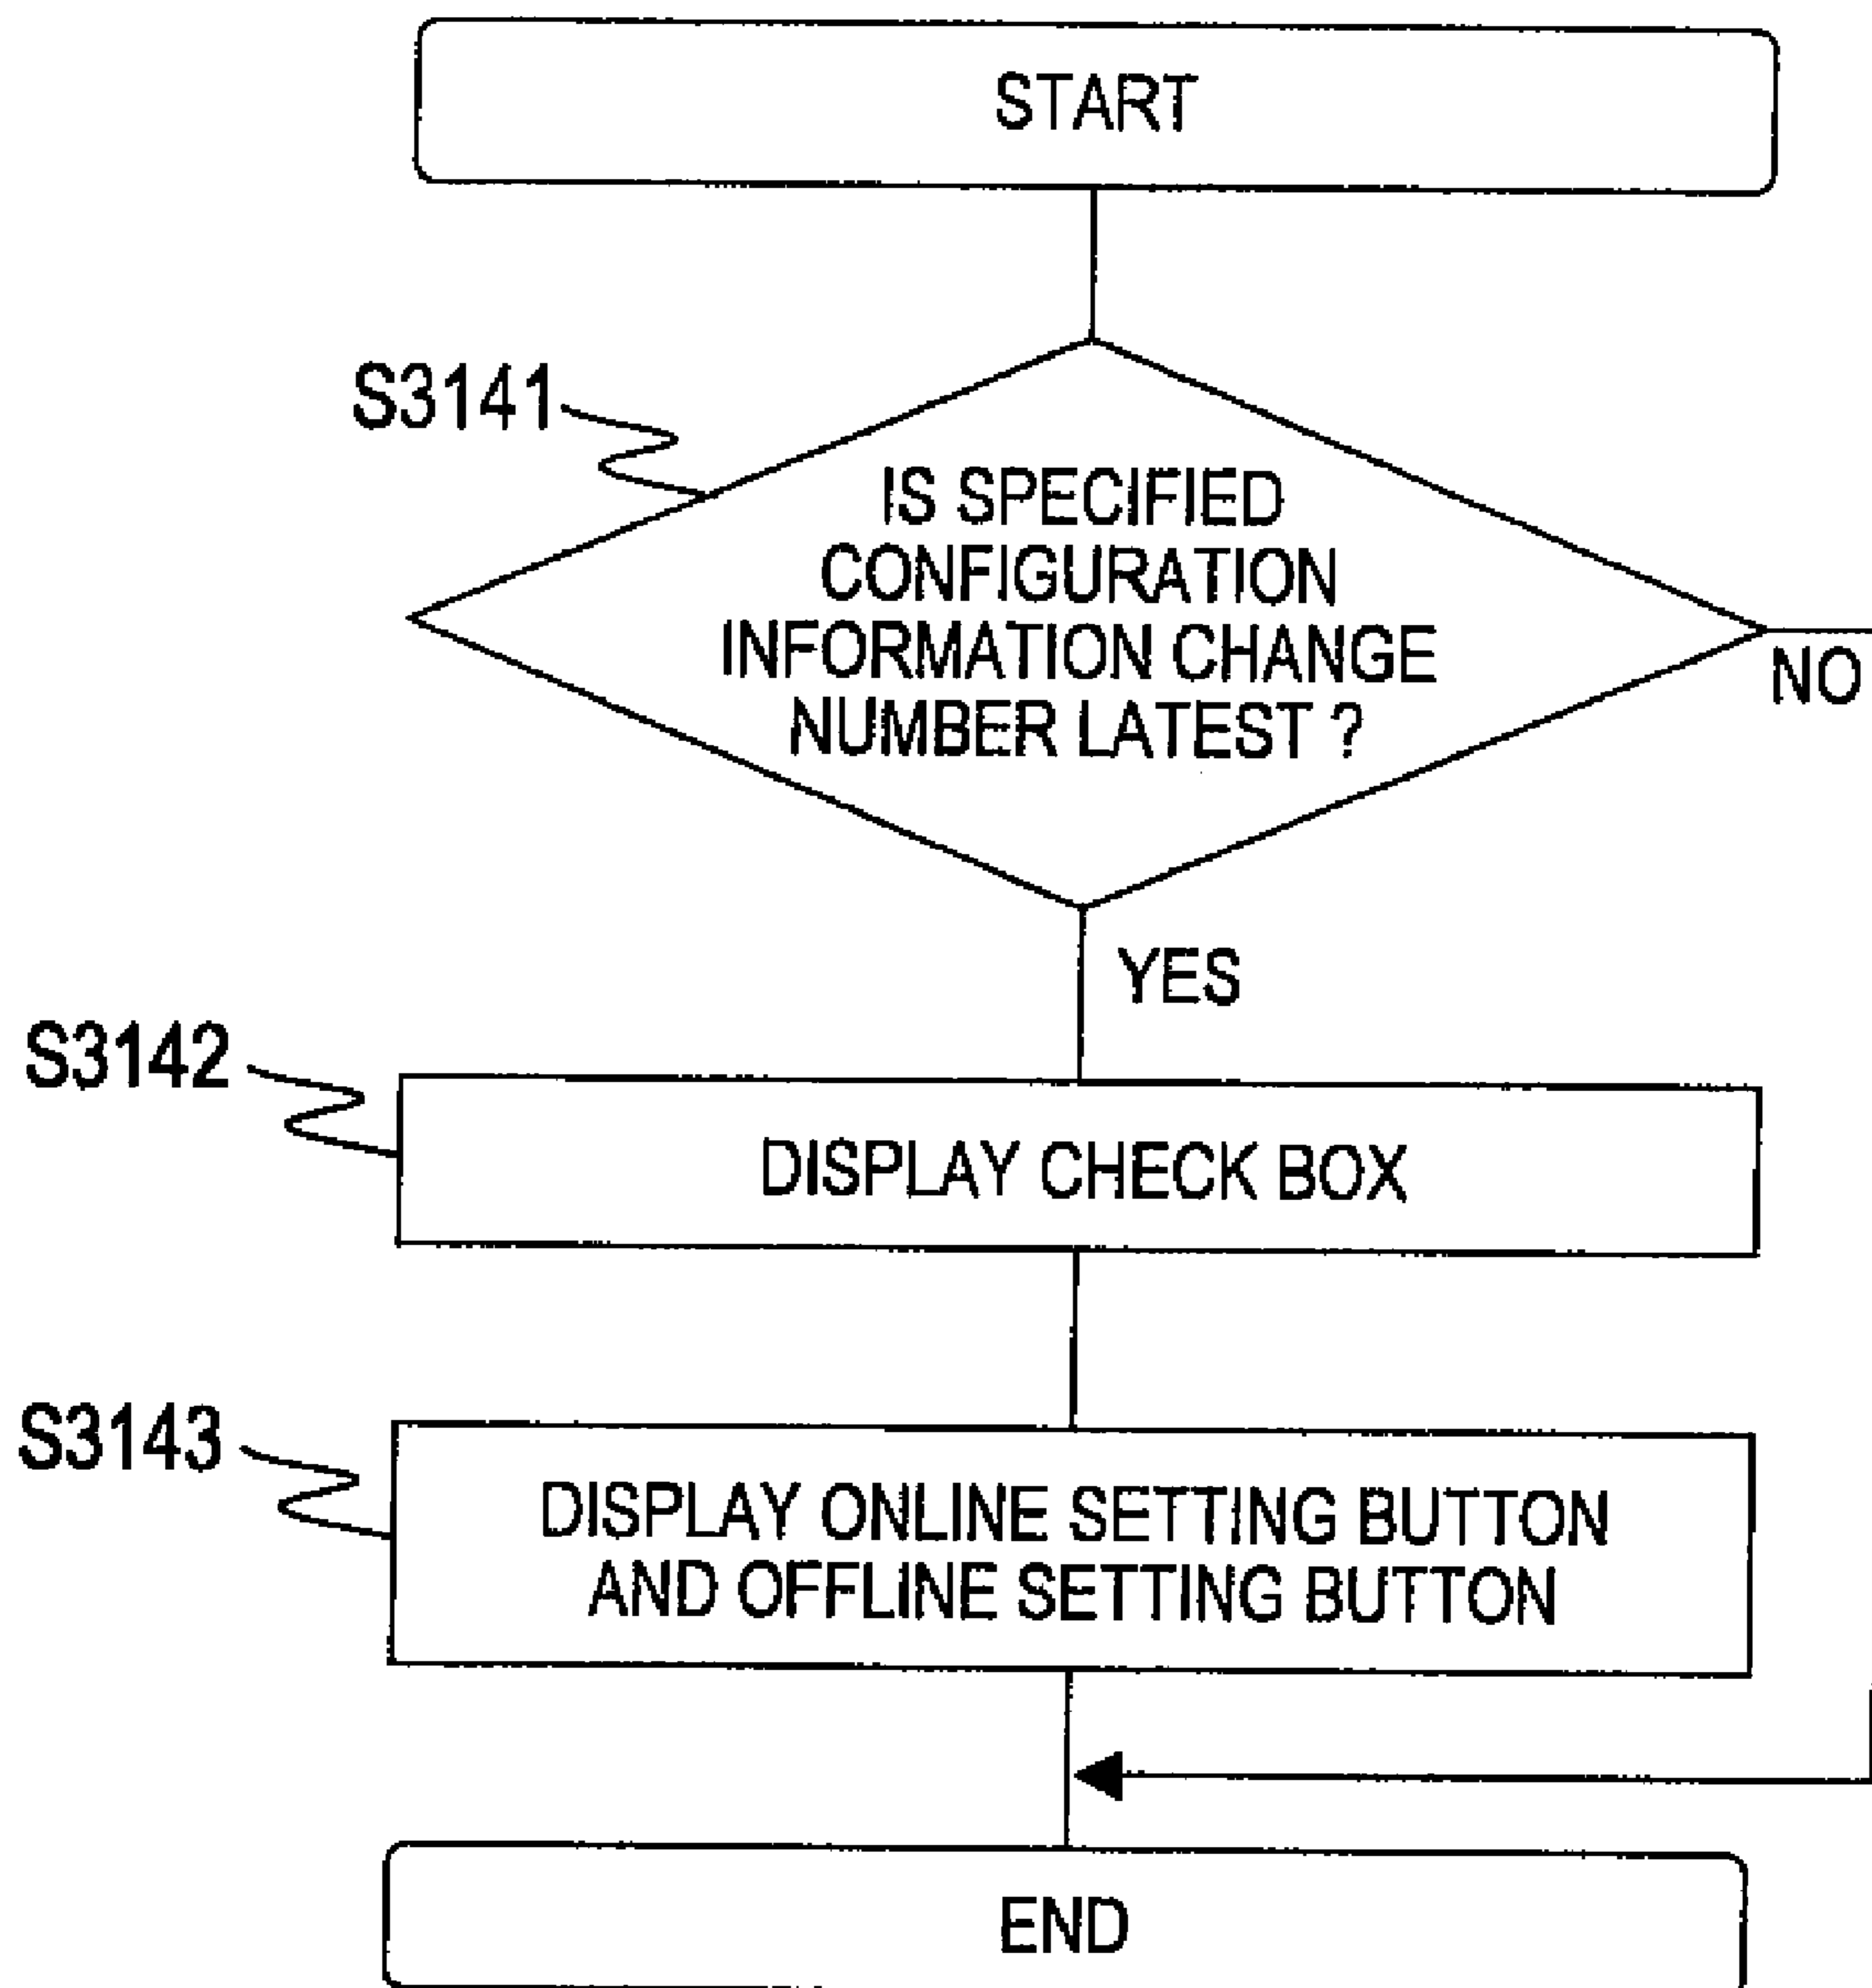 START
S3141
IS SPECIFIED
CONFIGURATION
INFORMATION CHANGE
NUMBER LATEST ?
NO
YES
S3142
DISPLAY CHECK BOX
S3143
DISPLAY ONLINE SETTING BUTTON
AND OFFLINE SETTING BUTTON
END